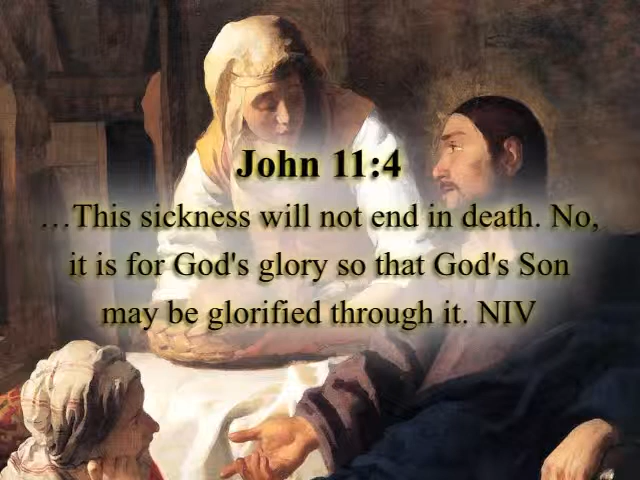 John 11:4
…This sickness will not end in death. No,
it is for God's glory so that God's Son
may be glorified through it. NIV